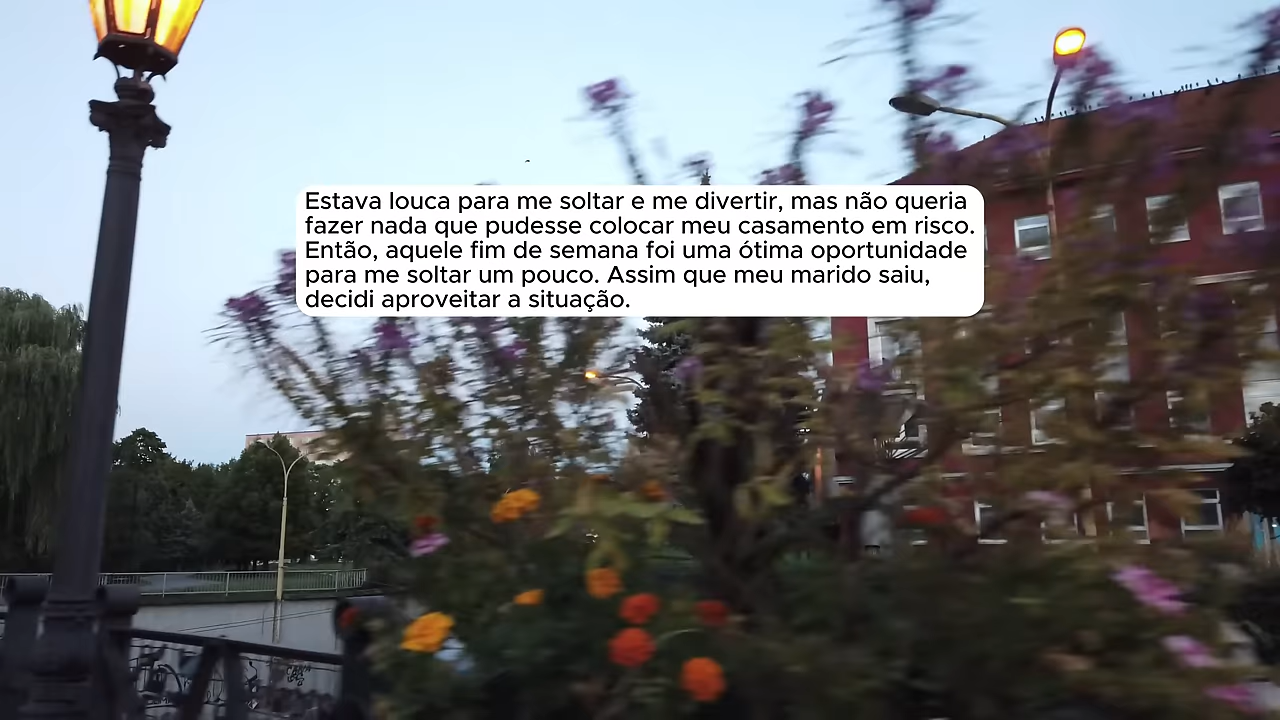 Estava louca para me soltar e me divertir, mas não queria
fazer nada que pudesse colocar meu casamento em risco.
Então, aquele fim de semana foi uma ótima oportunidade
para me soltar um pouco. Assim que meu marido saiu,
decidi aproveitar a situação.